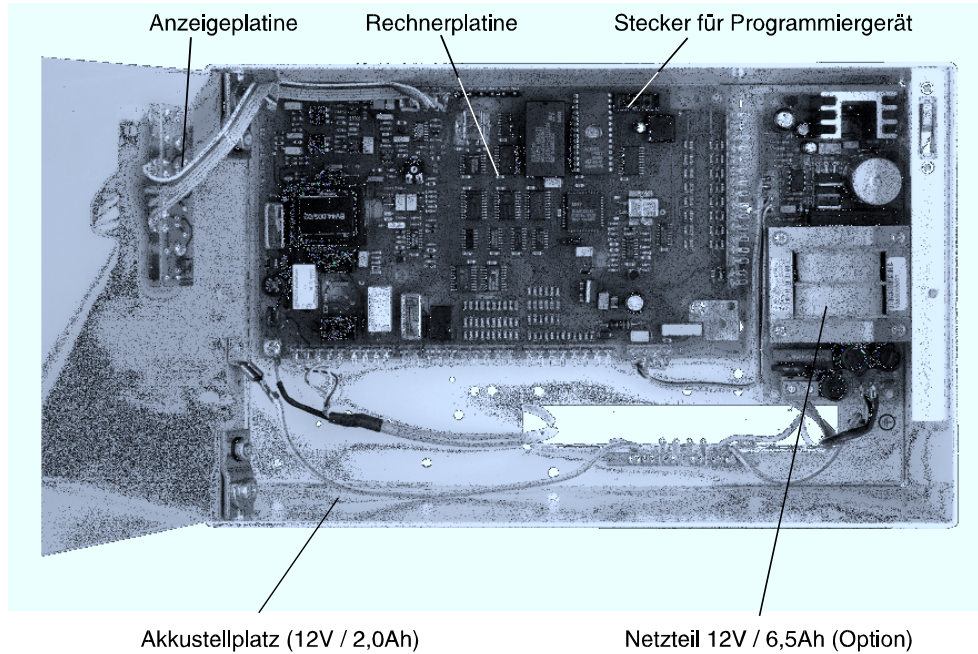 Anzeigeplatine
Rechnerplatine
Stecker für Programmiergerät
Akkustellplatz (12V / 2,0Ah)
Netzteil 12V / 6,5Ah (Option)